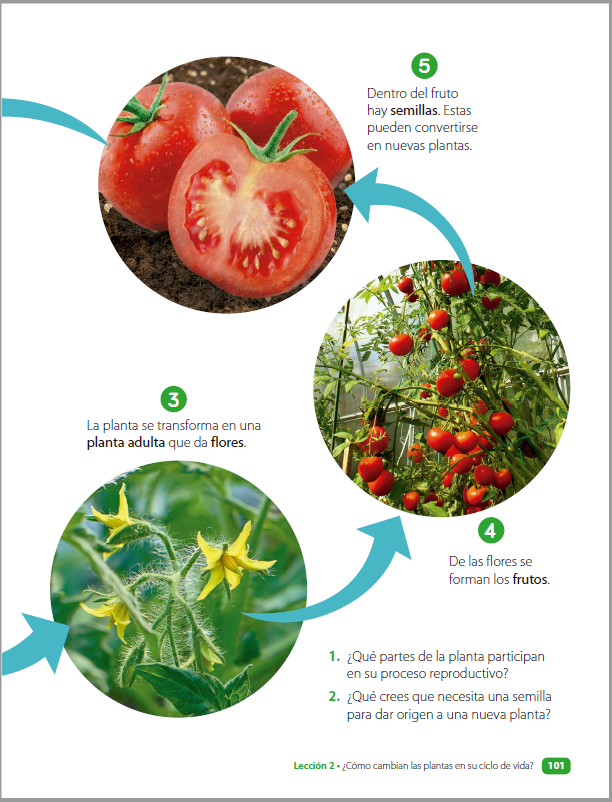 5
Dentro del fruto
hay semillas. Estas
pueden convertirse
en nuevas plantas.
3
La planta se transforma en una
planta adulta que da flores.
4
De las flores se
forman los frutos.
1. ¿Qué partes de la planta participan
en su proceso reproductivo?
2. ¿Qué crees que necesita una semilla
para dar origen a una nueva planta?
Lección 2 • ¿Cómo cambian las plantas en su ciclo de vida? 101